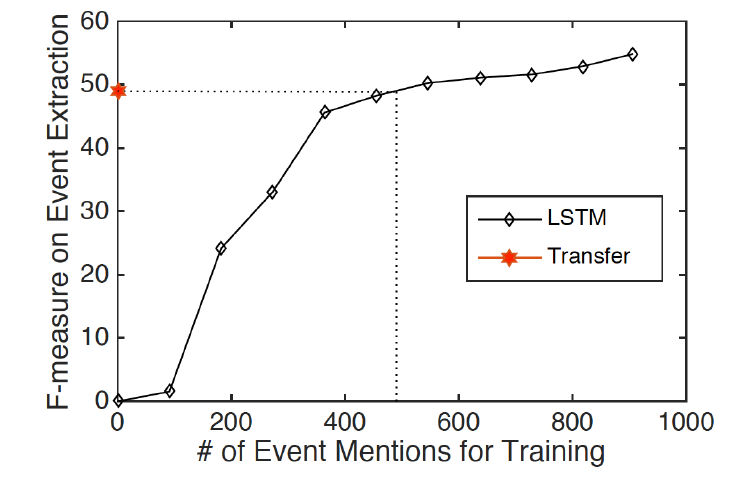 F-measure on Event Extraction
60
50
40
30
20
10
0
0 200 400 600 800 1000
# of Event Mentions for Training
LSTM
Transfer